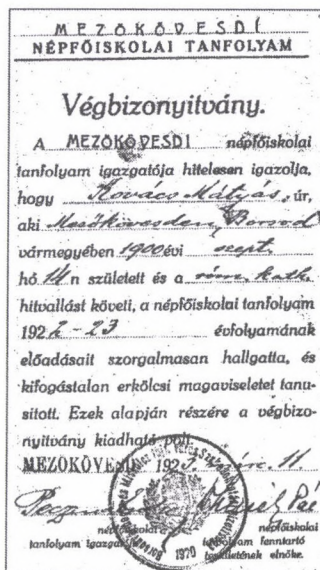 MEZŐKÖVESDI
NÉPFŐISKOLAI TANFOLYAM
Végbizonyitvány.
A MEZŐKÖVESDI népfőiskolai
tanfolyam igazgatója hitelesen igazolja,
hogy Kovács Mátyás úr,
aki Mezőkövesden, Borsod
vármegyében 1900 évi szept.
hó 14 n született és a róm. kath.
hitvallást követi, a népfőiskolai tanfolyam
1922-23 évfolyamának
előadásait szorgalmasan hallgatta, és
kifogástalan erkölcsi magaviseletet tanu-
sitott. Ezek alapján részére a végbizo-
nyitvány kiadható volt.
MEZŐKÖVESD 1923. márc. 11.
népfőiskolai
népfőiskolai
tanfolyam igazgatója
tanfolyam fenntartó
testületének elnöke.
1920